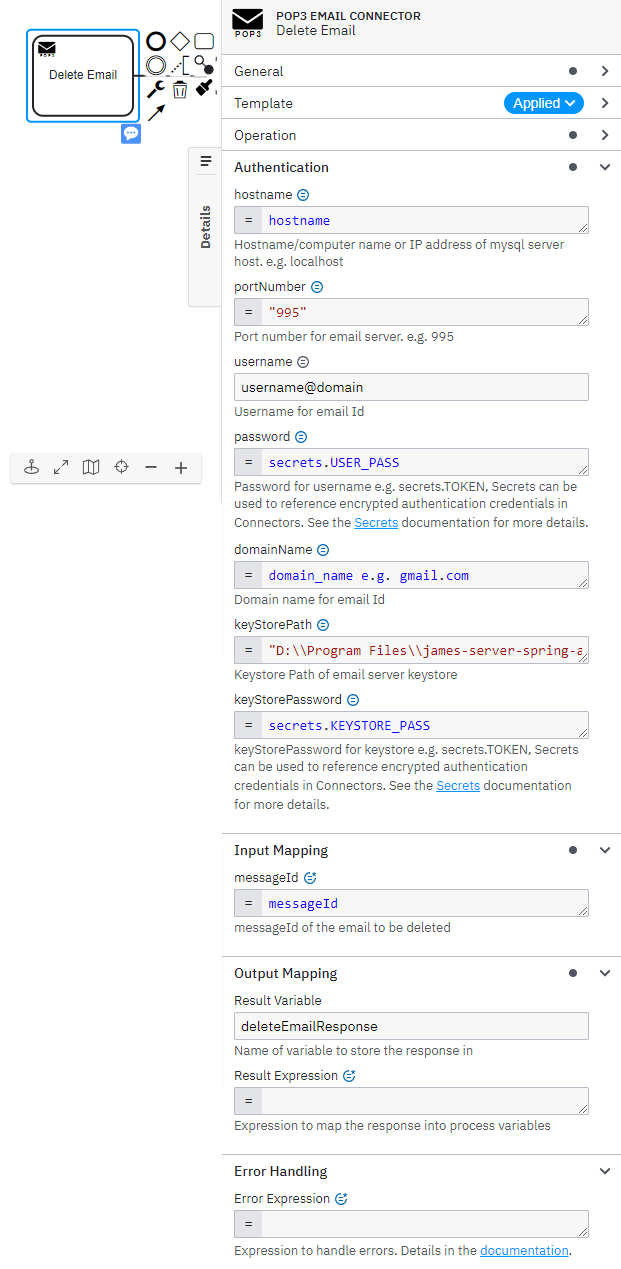 POP3
Delete Email
Details
POP3
POP3 EMAIL CONNECTOR
Delete Email
General
Template
Applied
Operation
Authentication
hostname
= hostname
Hostname/computer name or IP address of mysql server
host. e.g. localhost
portNumber
= "995"
Port number for email server. e.g. 995
username
username@domain
Username for email Id
password
= secrets.USER_PASS
Password for username e.g. secrets.TOKEN, Secrets can be
used to reference encrypted authentication credentials in
Connectors. See the Secrets documentation for more details.
domainName
= domain_name e.g. gmail.com
Domain name for email Id
keyStorePath
= "D:\\Program Files\\james-server-spring-a
Keystore Path of email server keystore
keyStorePassword
= secrets.KEYSTORE_PASS
keyStorePassword for keystore e.g. secrets.TOKEN, Secrets
can be used to reference encrypted authentication
credentials in Connectors. See the Secrets documentation
for more details.
Input Mapping
messageId
= messageId
messageId of the email to be deleted
Output Mapping
Result Variable
deleteEmailResponse
Name of variable to store the response in
Result Expression
=
Expression to map the response into process variables
Error Handling
Error Expression
=
Expression to handle errors. Details in the documentation.